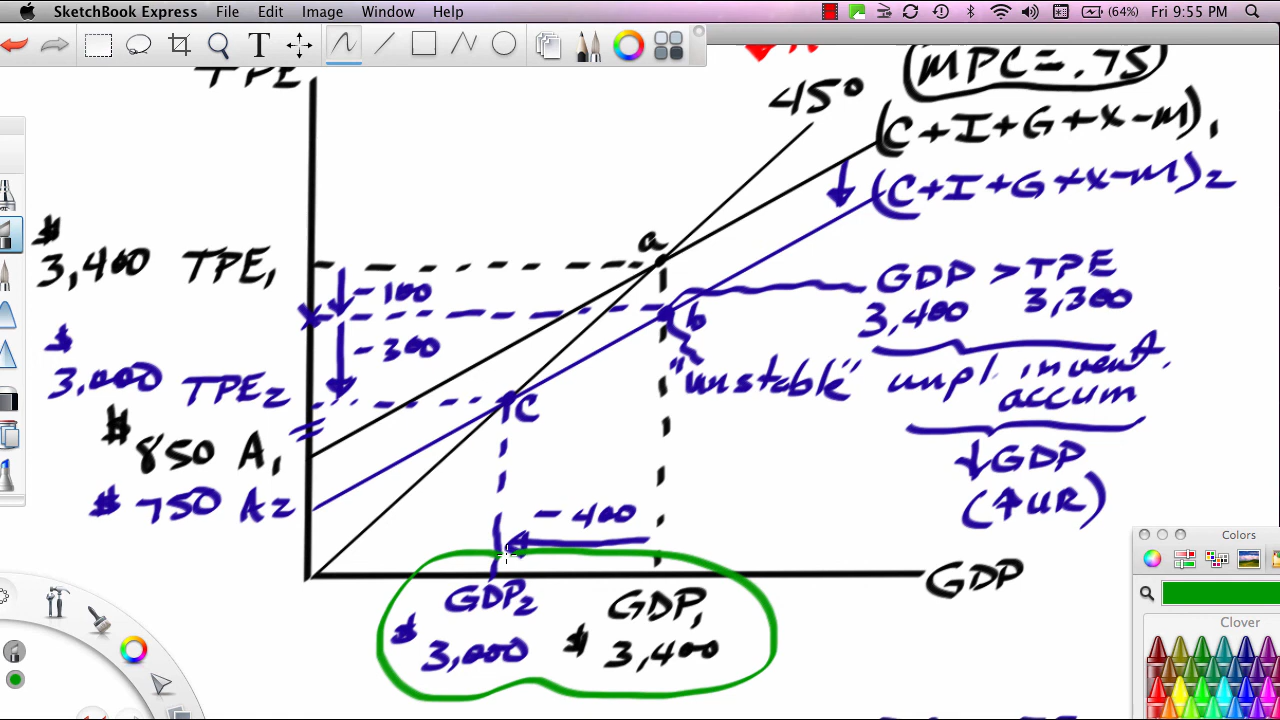 SketchBook Express File Edit Image Window Help (64%) Fri 9:55 PM
T
TPE
MPC = .75
45°
(C+I+G+X-M)1
(C+I+G+X-M)2
a
$
3,400 TPE1
-100
GDP > TPE
3,400 3,300
b
-300
$
3,000 TPE2
"unstable"
unpl. invent.
accum
C
$
850 A1
↓GDP
$ 750 A2
(↑UR)
-400
Colors
GDP
GDP2 GDP1
$ 3,000 $ 3,400
Clover